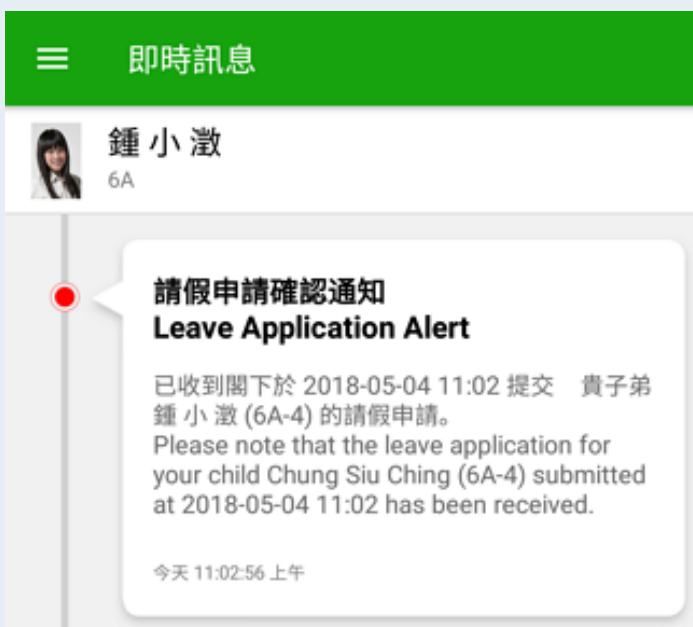 即時訊息
鍾 小 澂
6A
請假申請確認通知
Leave Application Alert
已收到閣下於 2018-05-04 11:02 提交　貴子弟
鍾 小 澂 (6A-4) 的請假申請。
Please note that the leave application for
your child Chung Siu Ching (6A-4) submitted
at 2018-05-04 11:02 has been received.
今天 11:02:56 上午